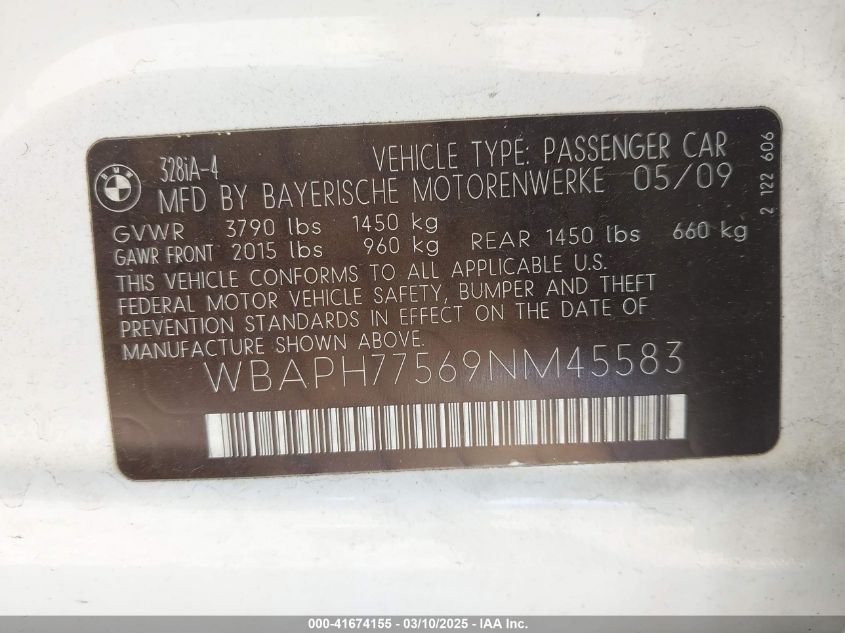 BMW
328iA-4
VEHICLE TYPE: PASSENGER CAR
MFD BY BAYERISCHE MOTORENWERKE 05/09
GVWR 3790 lbs 1450 kg
GAWR FRONT 2015 lbs 960 kg REAR 1450 lbs 660 kg
THIS VEHICLE CONFORMS TO ALL APPLICABLE U.S.
FEDERAL MOTOR VEHICLE SAFETY, BUMPER AND THEFT
PREVENTION STANDARDS IN EFFECT ON THE DATE OF
MANUFACTURE SHOWN ABOVE.
WBAPH77569NM45583
2 122 606
000-41674155 - 03/10/2025 - IAA, Inc.